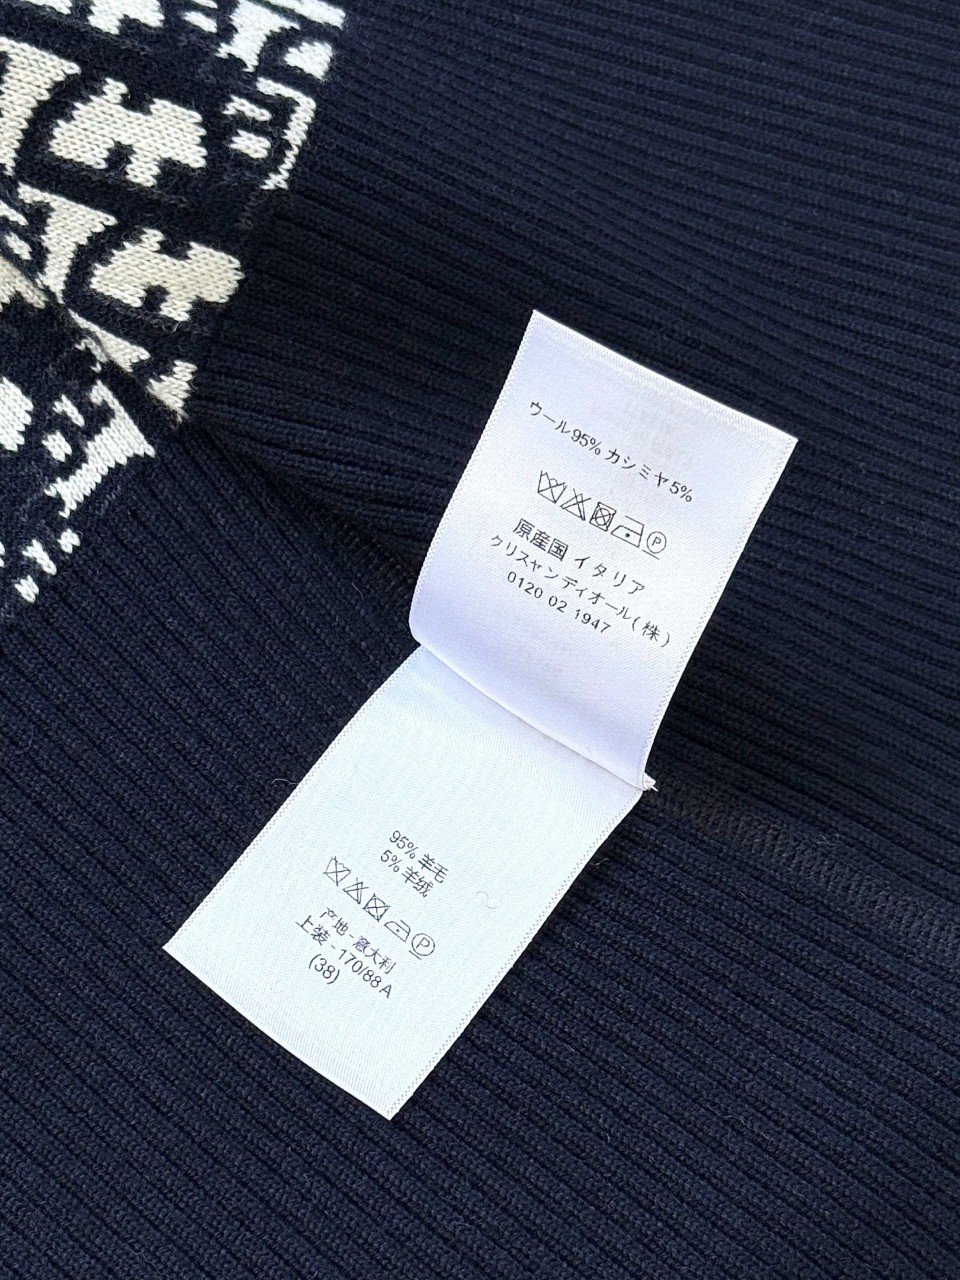 ウール95% カシミヤ5%
P
原産国 イタリア
クリスチャンディオール(株)
0120 02 1947
95% 羊毛
5% 羊绒
P
产地 - 意大利
上装 - 170/88 A
(38)